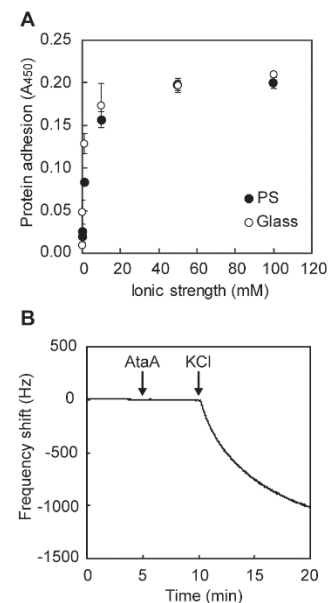 A
Protein adhesion (A450)
0.25
0.20
0.15
0.10
0.05
0.00
PS
Glass
0 20 40 60 80 100 120
Ionic strength (mM)
B
Frequency shift (Hz)
500
0
-500
-1000
-1500
AtaA KCl
0 5 10 15 20
Time (min)